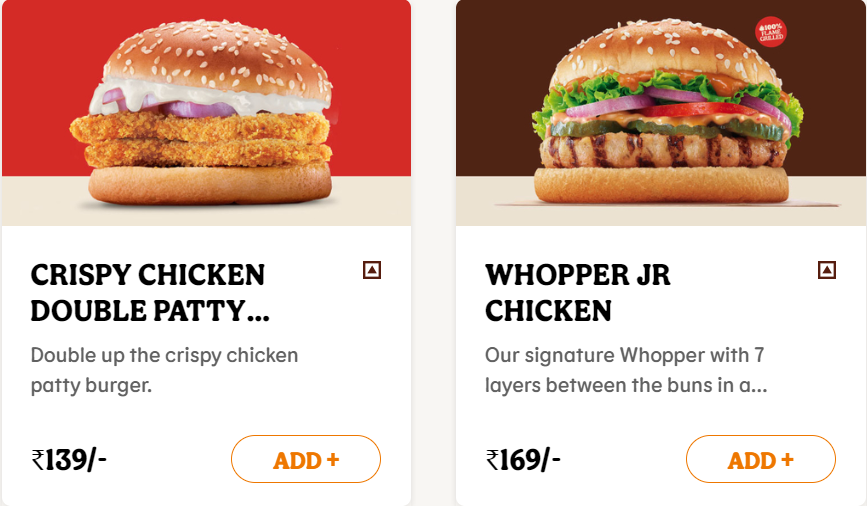 100%
FLAME
GRILLED
CRISPY CHICKEN
DOUBLE PATTY...
Double up the crispy chicken
patty burger.
₹139/-
ADD +
WHOPPER JR
CHICKEN
Our signature Whopper with 7
layers between the buns in a...
₹169/-
ADD +